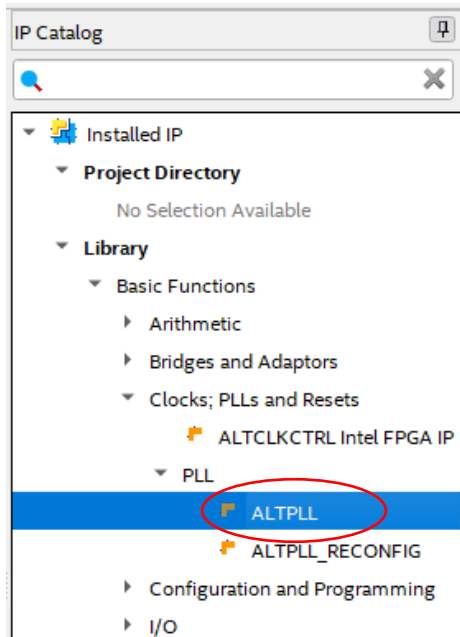 IP Catalog
Installed IP
Project Directory
No Selection Available
Library
Basic Functions
Arithmetic
Bridges and Adaptors
Clocks; PLLs and Resets
ALTCLKCTRL Intel FPGA IP
PLL
ALTPLL
ALTPLL_RECONFIG
Configuration and Programming
I/O